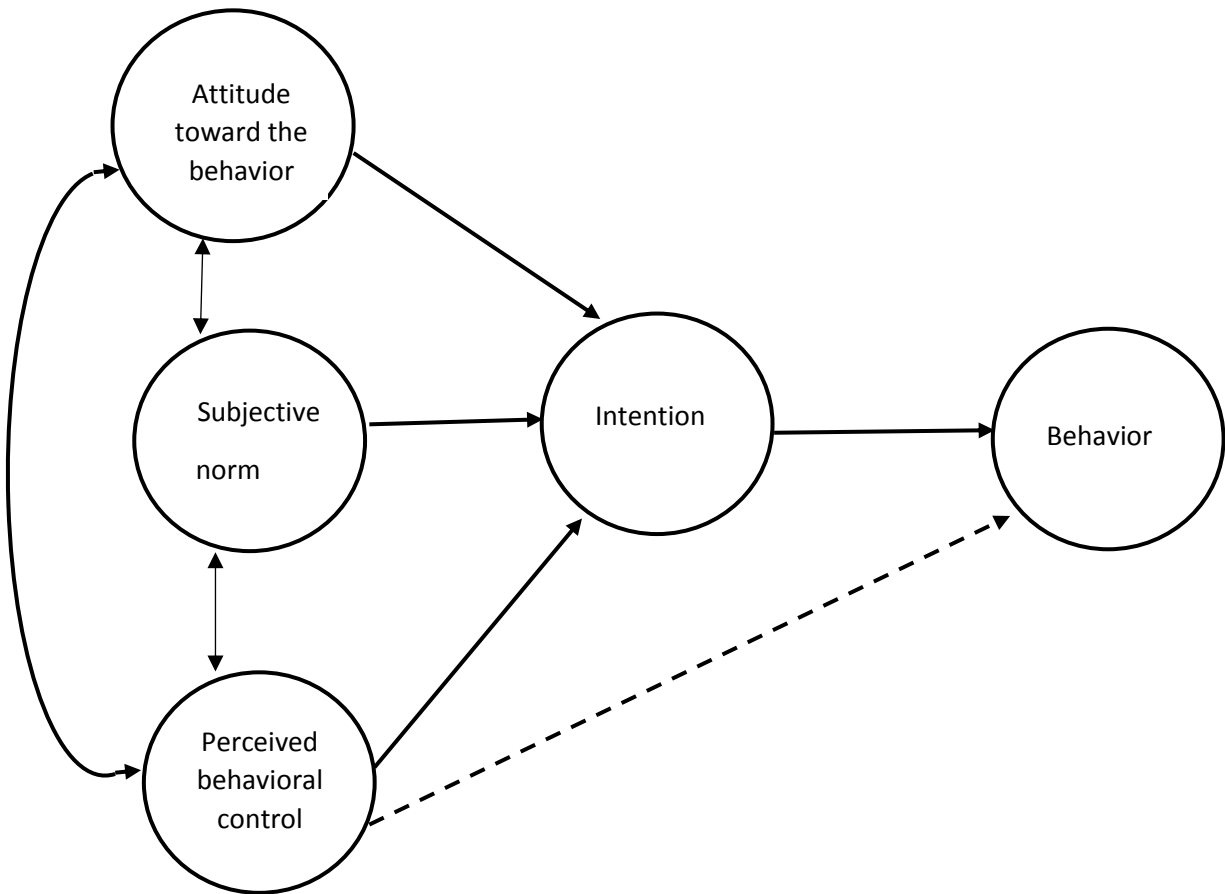 Attitude
toward the
behavior
Subjective
norm
Intention
Behavior
Perceived
behavioral
control